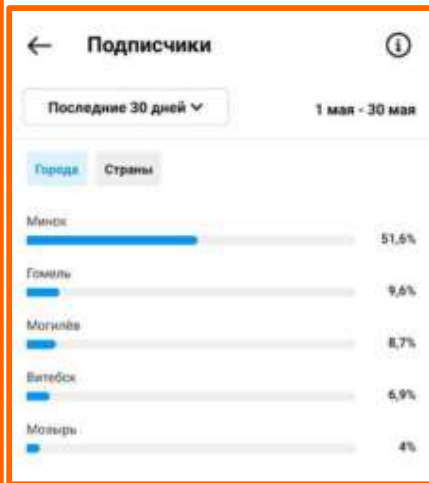 Подписчики
Последние 30 дней
1 мая - 30 мая
Города Страны
Минск
51,6%
Гомель
9,6%
Могилёв
8,7%
Витебск
6,9%
Мозырь
4%